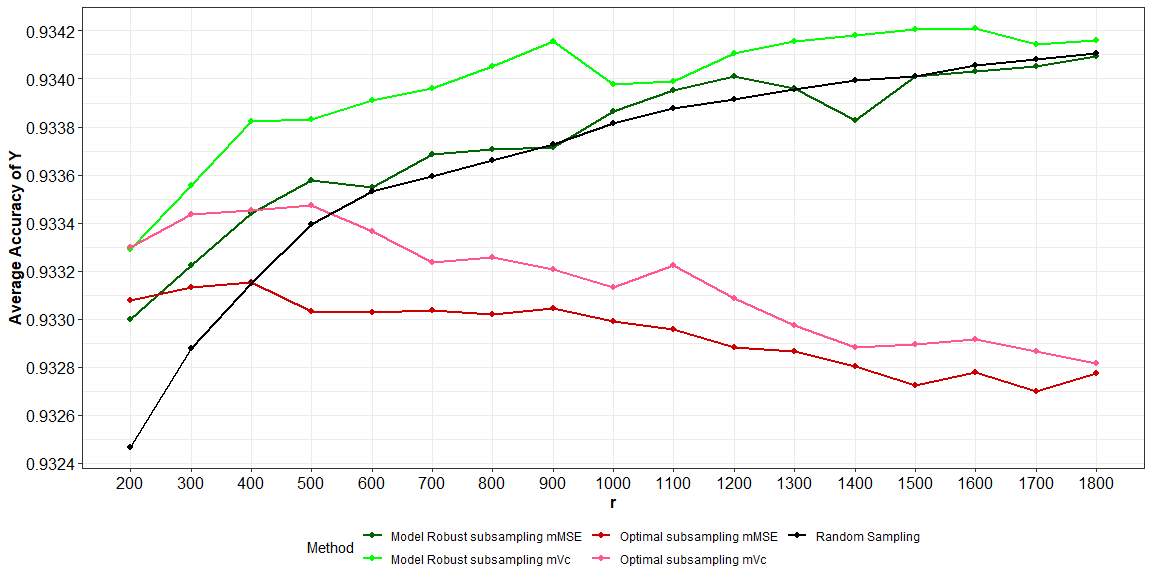 Average Accuracy of Y
0.9342
0.9340
0.9338
0.9336
0.9334
0.9332
0.9330
0.9328
0.9326
0.9324
200 300 400 500 600 700 800 900 1000 1100 1200 1300 1400 1500 1600 1700 1800
r
Method
Model Robust subsampling mMSE Optimal subsampling mMSE Random Sampling
Model Robust subsampling mVc Optimal subsampling mVc